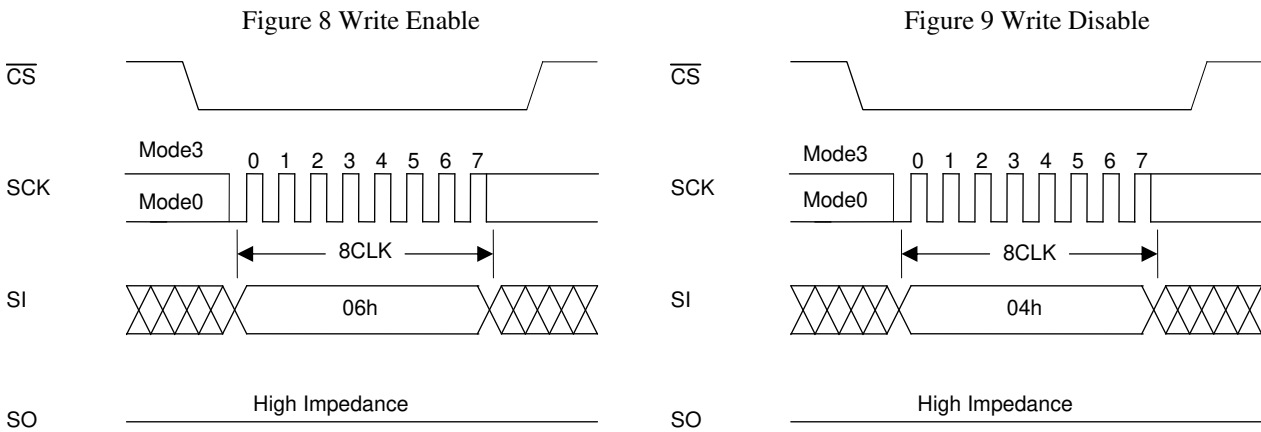 Figure 8 Write Enable
CS
Mode3
0 1 2 3 4 5 6 7
SCK
Mode0
8CLK
SI
06h
High Impedance
SO
Figure 9 Write Disable
CS
Mode3
0 1 2 3 4 5 6 7
SCK
Mode0
8CLK
SI
04h
High Impedance
SO